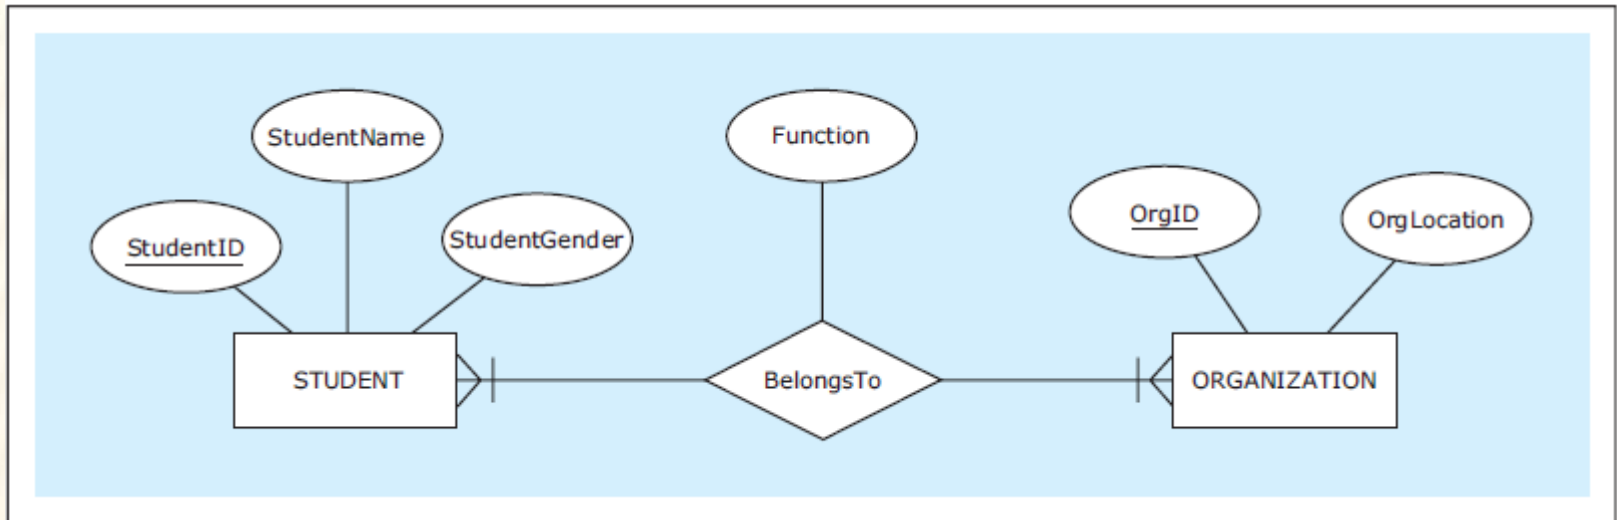 StudentName
Function
StudentID
StudentGender
OrgID
OrgLocation
STUDENT
BelongsTo
ORGANIZATION